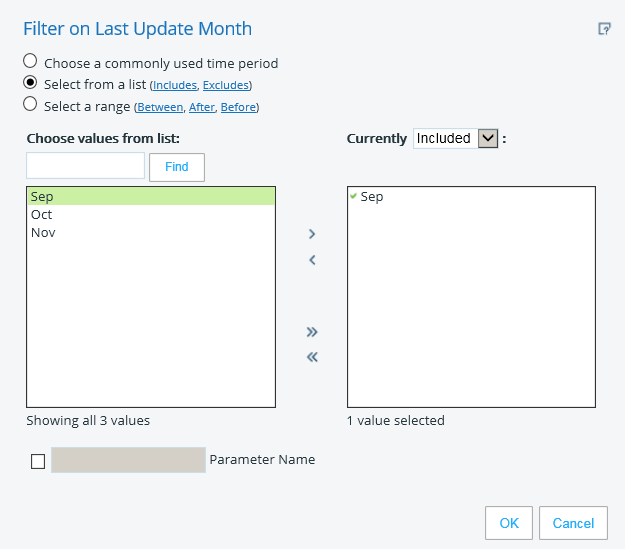 Filter on Last Update Month
Choose a commonly used time period
Select from a list (Includes, Excludes)
Select a range (Between, After, Before)
Choose values from list:
Find
Sep
Oct
Nov
Showing all 3 values
Currently Included :
Sep
1 value selected
Parameter Name
OK
Cancel